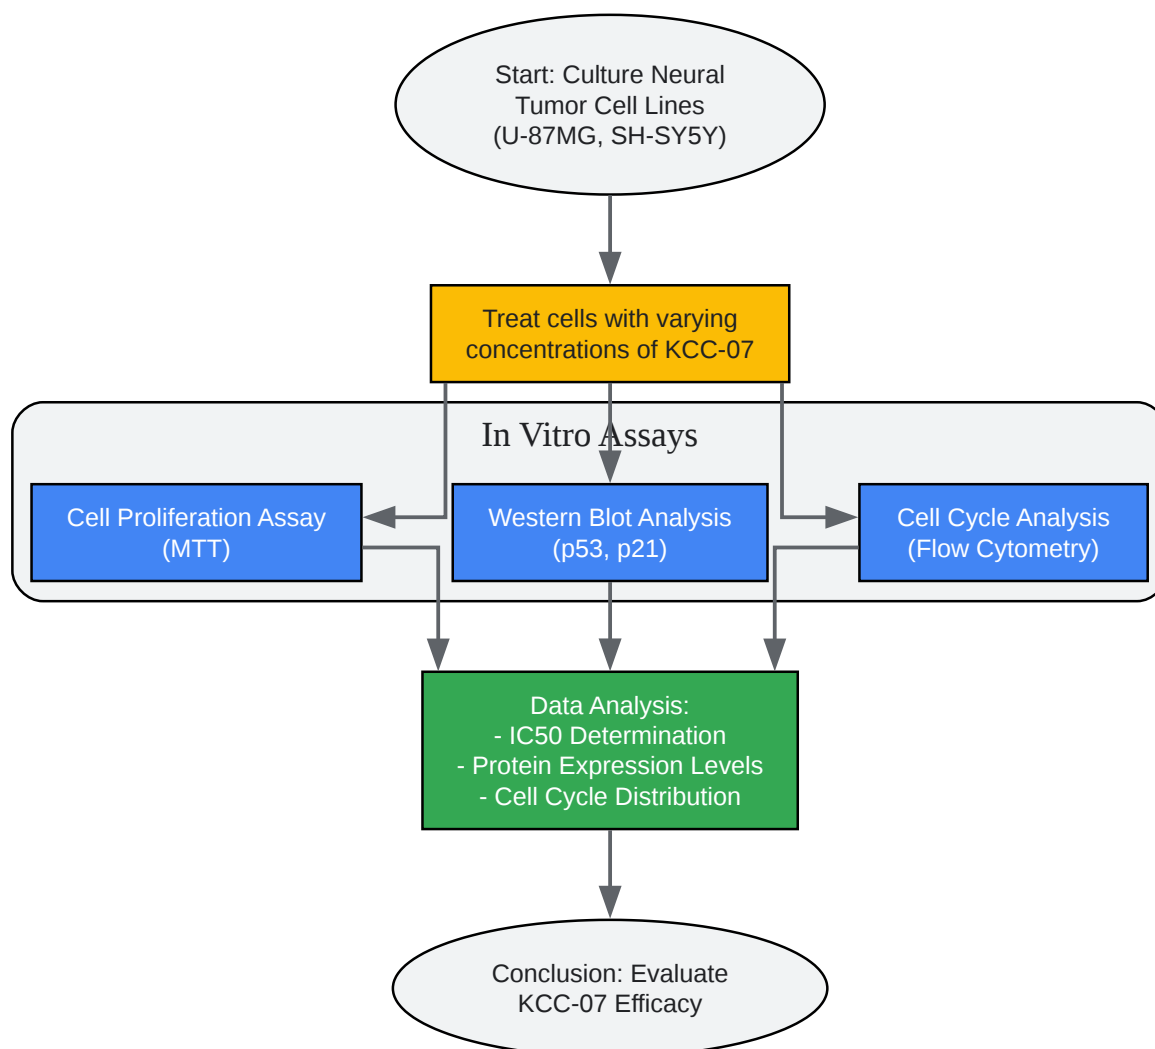 Start: Culture Neural
Tumor Cell Lines
(U-87MG, SH-SY5Y)
Treat cells with varying
concentrations of KCC-07
In Vitro Assays
Cell Proliferation Assay
(MTT)
Western Blot Analysis
(p53, p21)
Cell Cycle Analysis
(Flow Cytometry)
Data Analysis:
- IC50 Determination
- Protein Expression Levels
- Cell Cycle Distribution
Conclusion: Evaluate
KCC-07 Efficacy